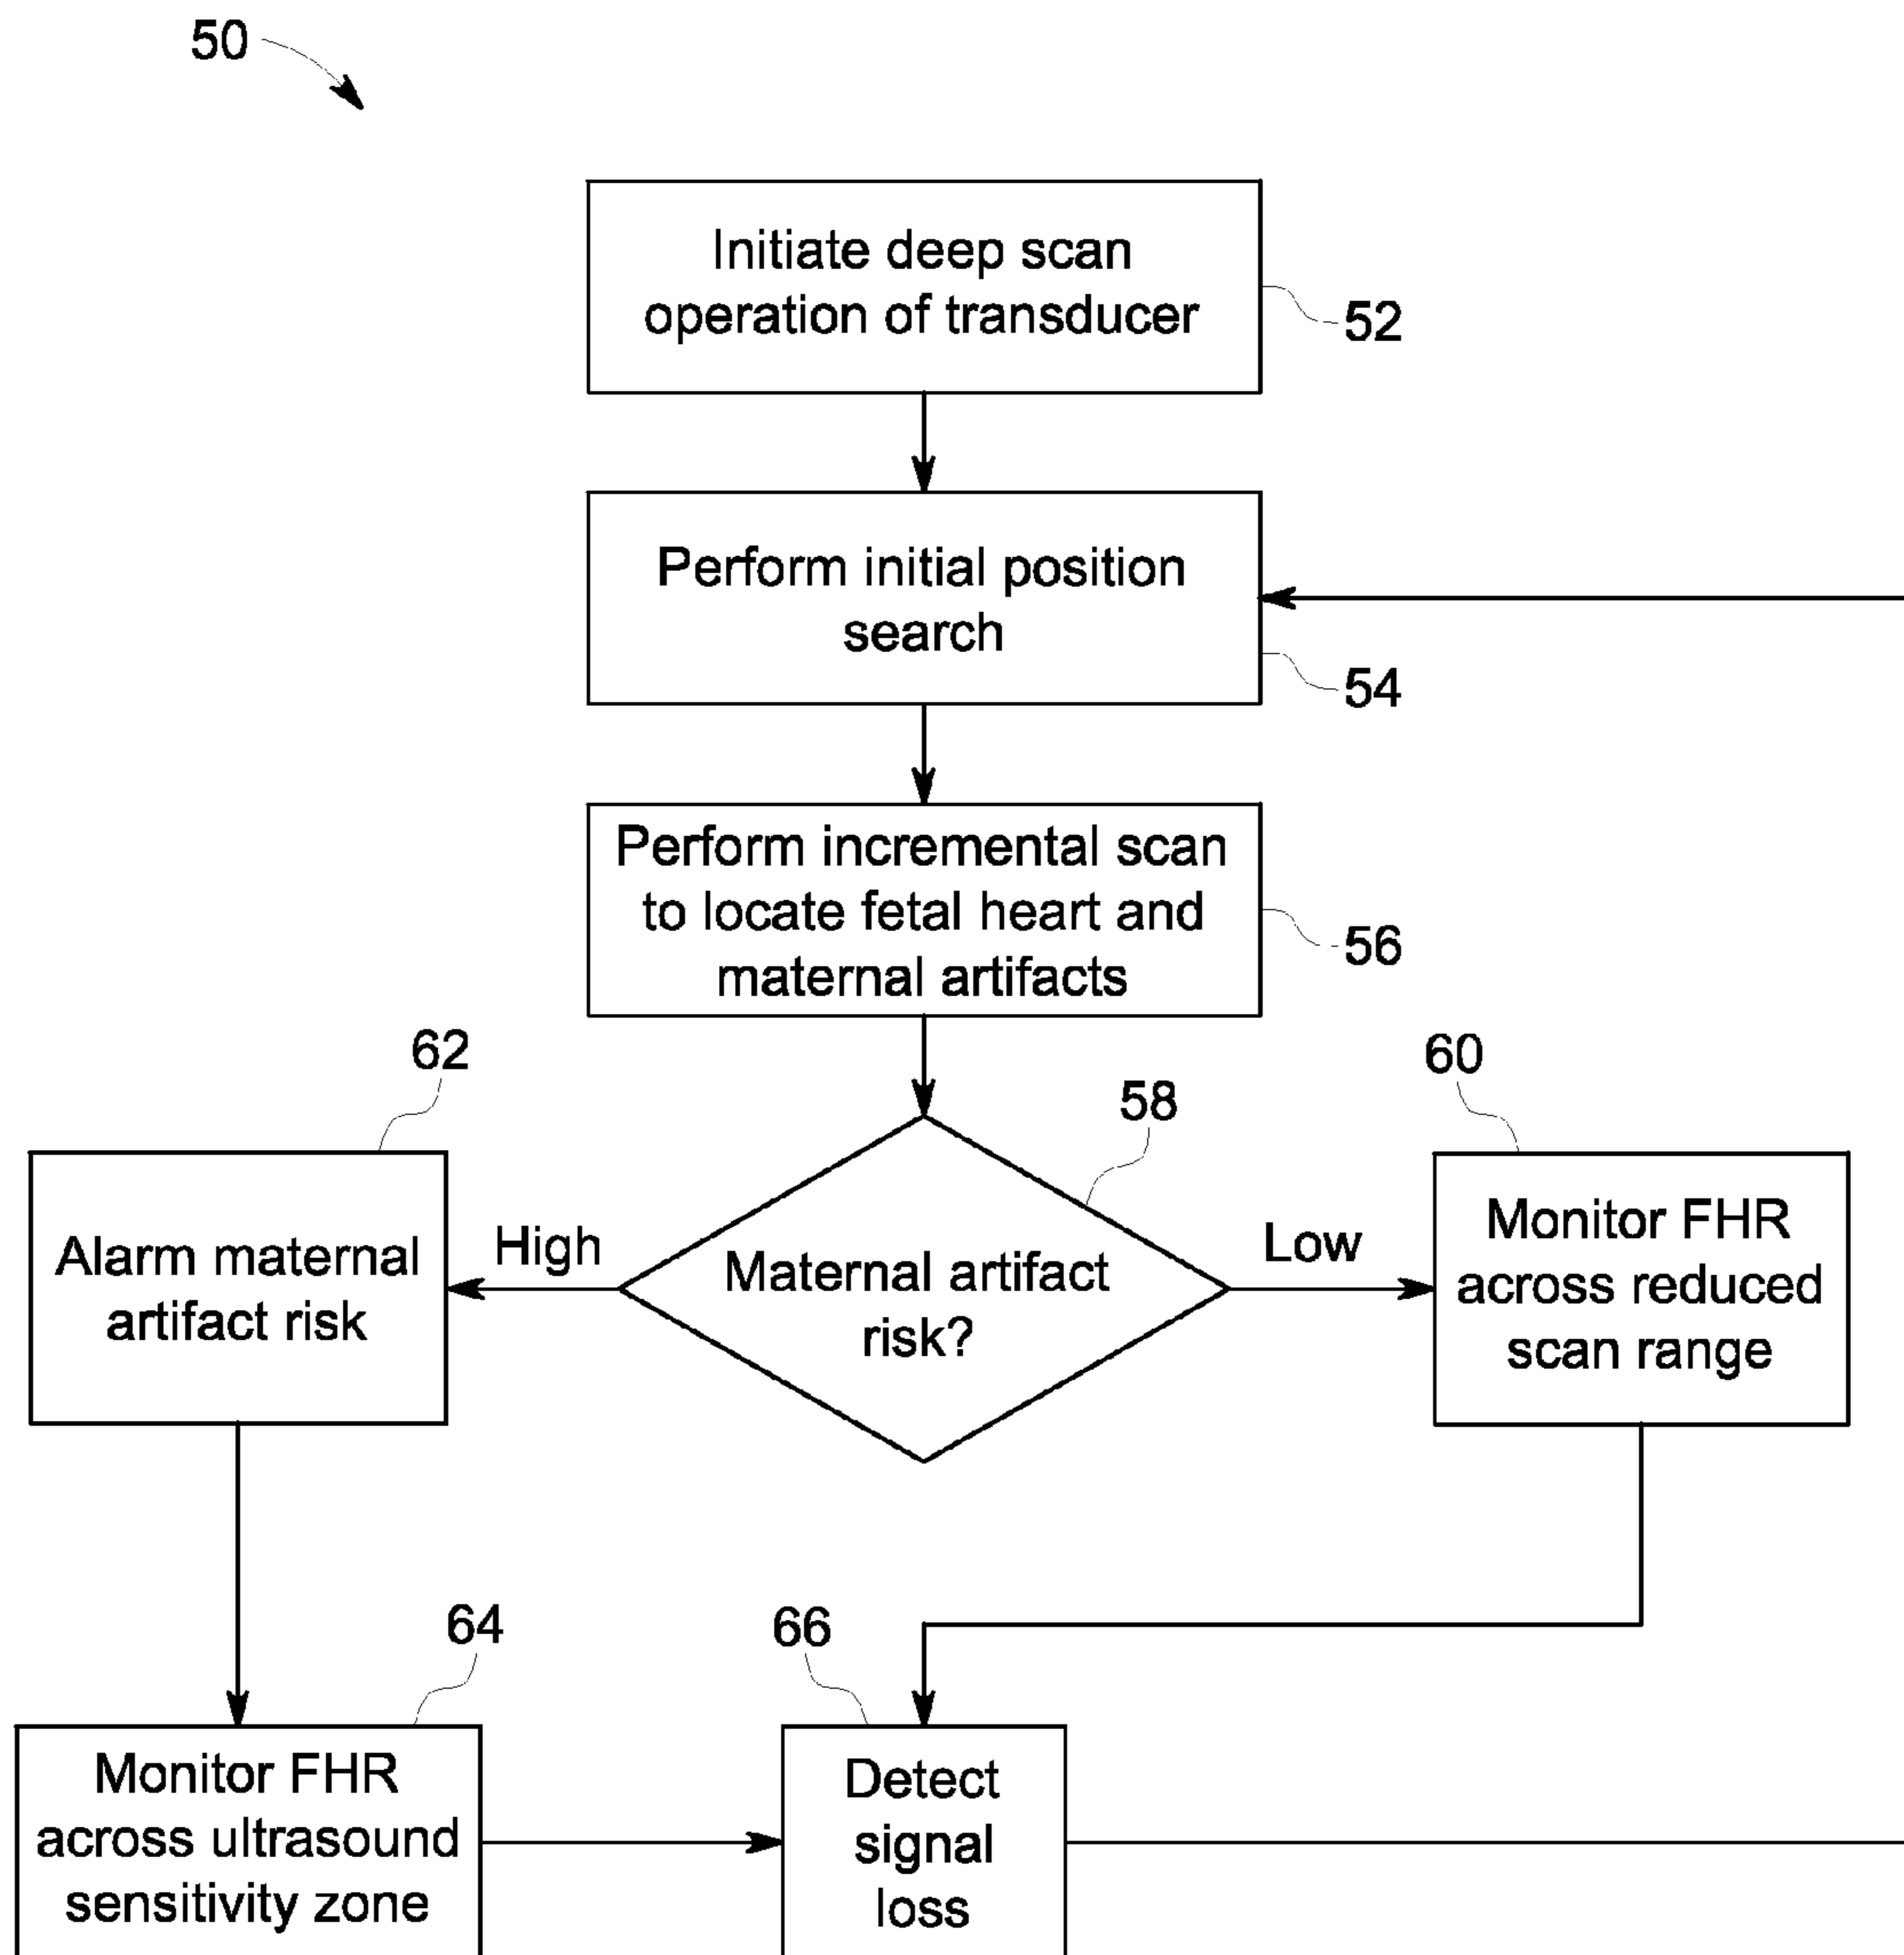 50
Initiate deep scan
operation of transducer
52
Perform initial position
search
54
Perform incremental scan
to locate fetal heart and
maternal artifacts
56
62
60
58
Alarm maternal
artifact risk
High
Maternal artifact
risk?
Low
Monitor FHR
across reduced
scan range
64
66
Monitor FHR
across ultrasound
sensitivity zone
Detect
signal
loss